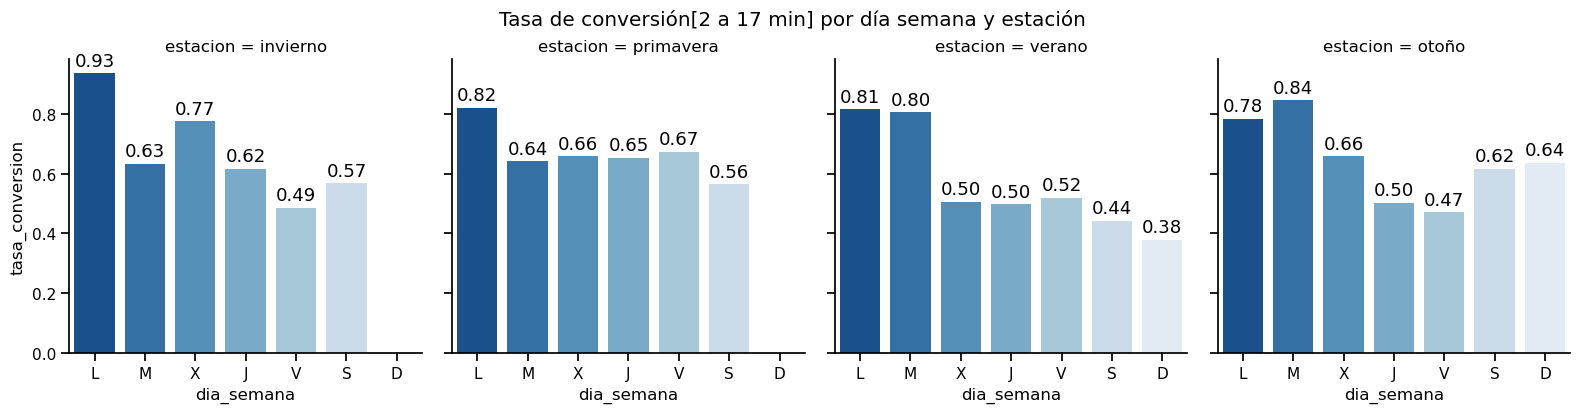 Tasa de conversión[2 a 17 min] por día semana y estación
estacion = invierno
estacion = primavera
estacion = verano
estacion = otoño
tasa_conversion
0.8
0.6
0.4
0.2
0.0
0.93
0.63
0.77
0.62
0.49
0.57
L M X J V S D
dia_semana
0.82
0.64
0.66
0.65
0.67
0.56
L M X J V S D
dia_semana
0.81
0.80
0.50
0.50
0.52
0.44
0.38
L M X J V S D
dia_semana
0.78
0.84
0.66
0.50
0.47
0.62
0.64
L M X J V S D
dia_semana